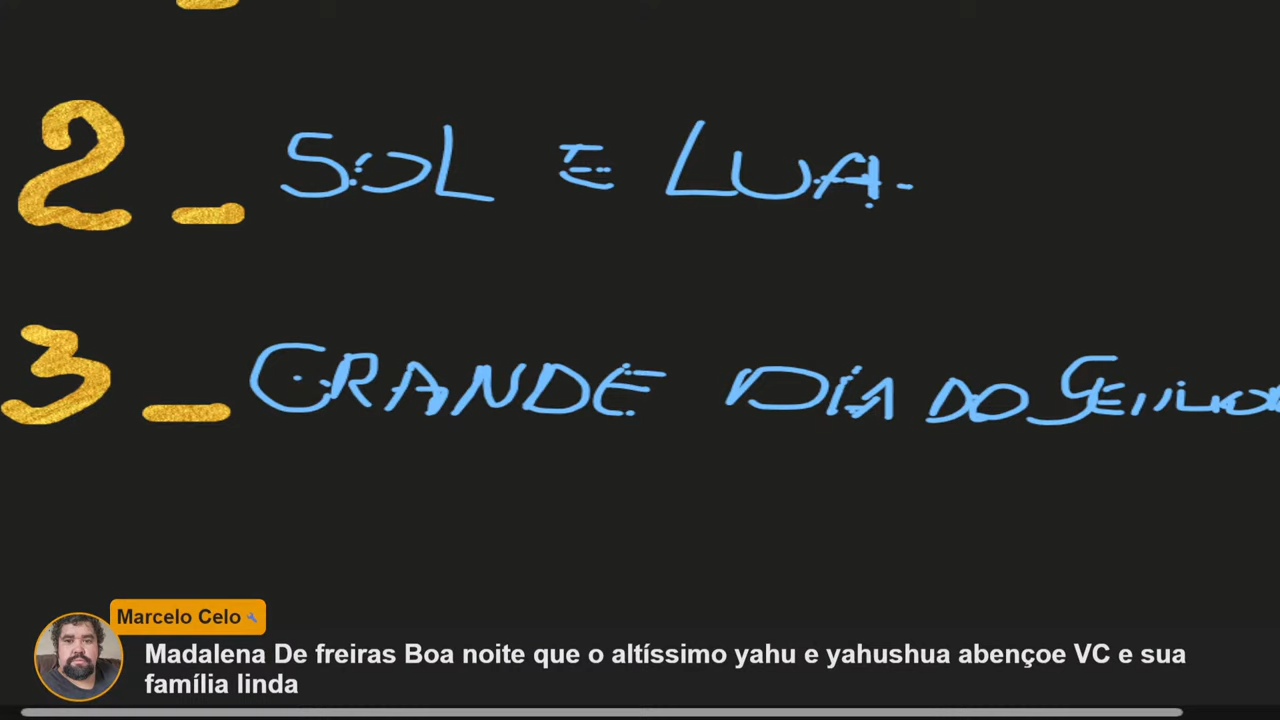 2_ SOL E LUA.
3_ GRANDE DIA DO SENHOR
Marcelo Celo
Madalena De freiras Boa noite que o altíssimo yahu e yahushua abençoe VC e sua
família linda